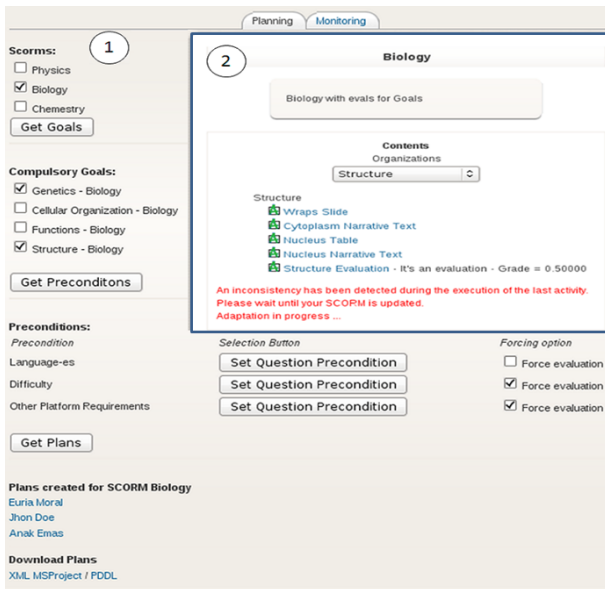 Planning Monitoring
Scorms:
1
Physics
Biology
Chemestry
Get Goals
Compulsory Goals:
Genetics - Biology
Cellular Organization - Biology
Functions - Biology
Structure - Biology
Get Preconditons
2
Biology
Biology with evals for Goals
Contents
Organizations
Structure
Structure
Wraps Slide
Cytoplasm Narrative Text
Nucleus Table
Nucleus Narrative Text
Structure Evaluation - It's an evaluation - Grade = 0.50000
An inconsistency has been detected during the execution of the last activity.
Please wait until your SCORM is updated.
Adaptation in progress ...
Preconditions:
Precondition Selection Button Forcing option
Language-es Set Question Precondition Force evaluation
Difficulty Set Question Precondition Force evaluation
Other Platform Requirements Set Question Precondition Force evaluation
Get Plans
Plans created for SCORM Biology
Euria Moral
Jhon Doe
Anak Emas
Download Plans
XML MSProject / PDDL